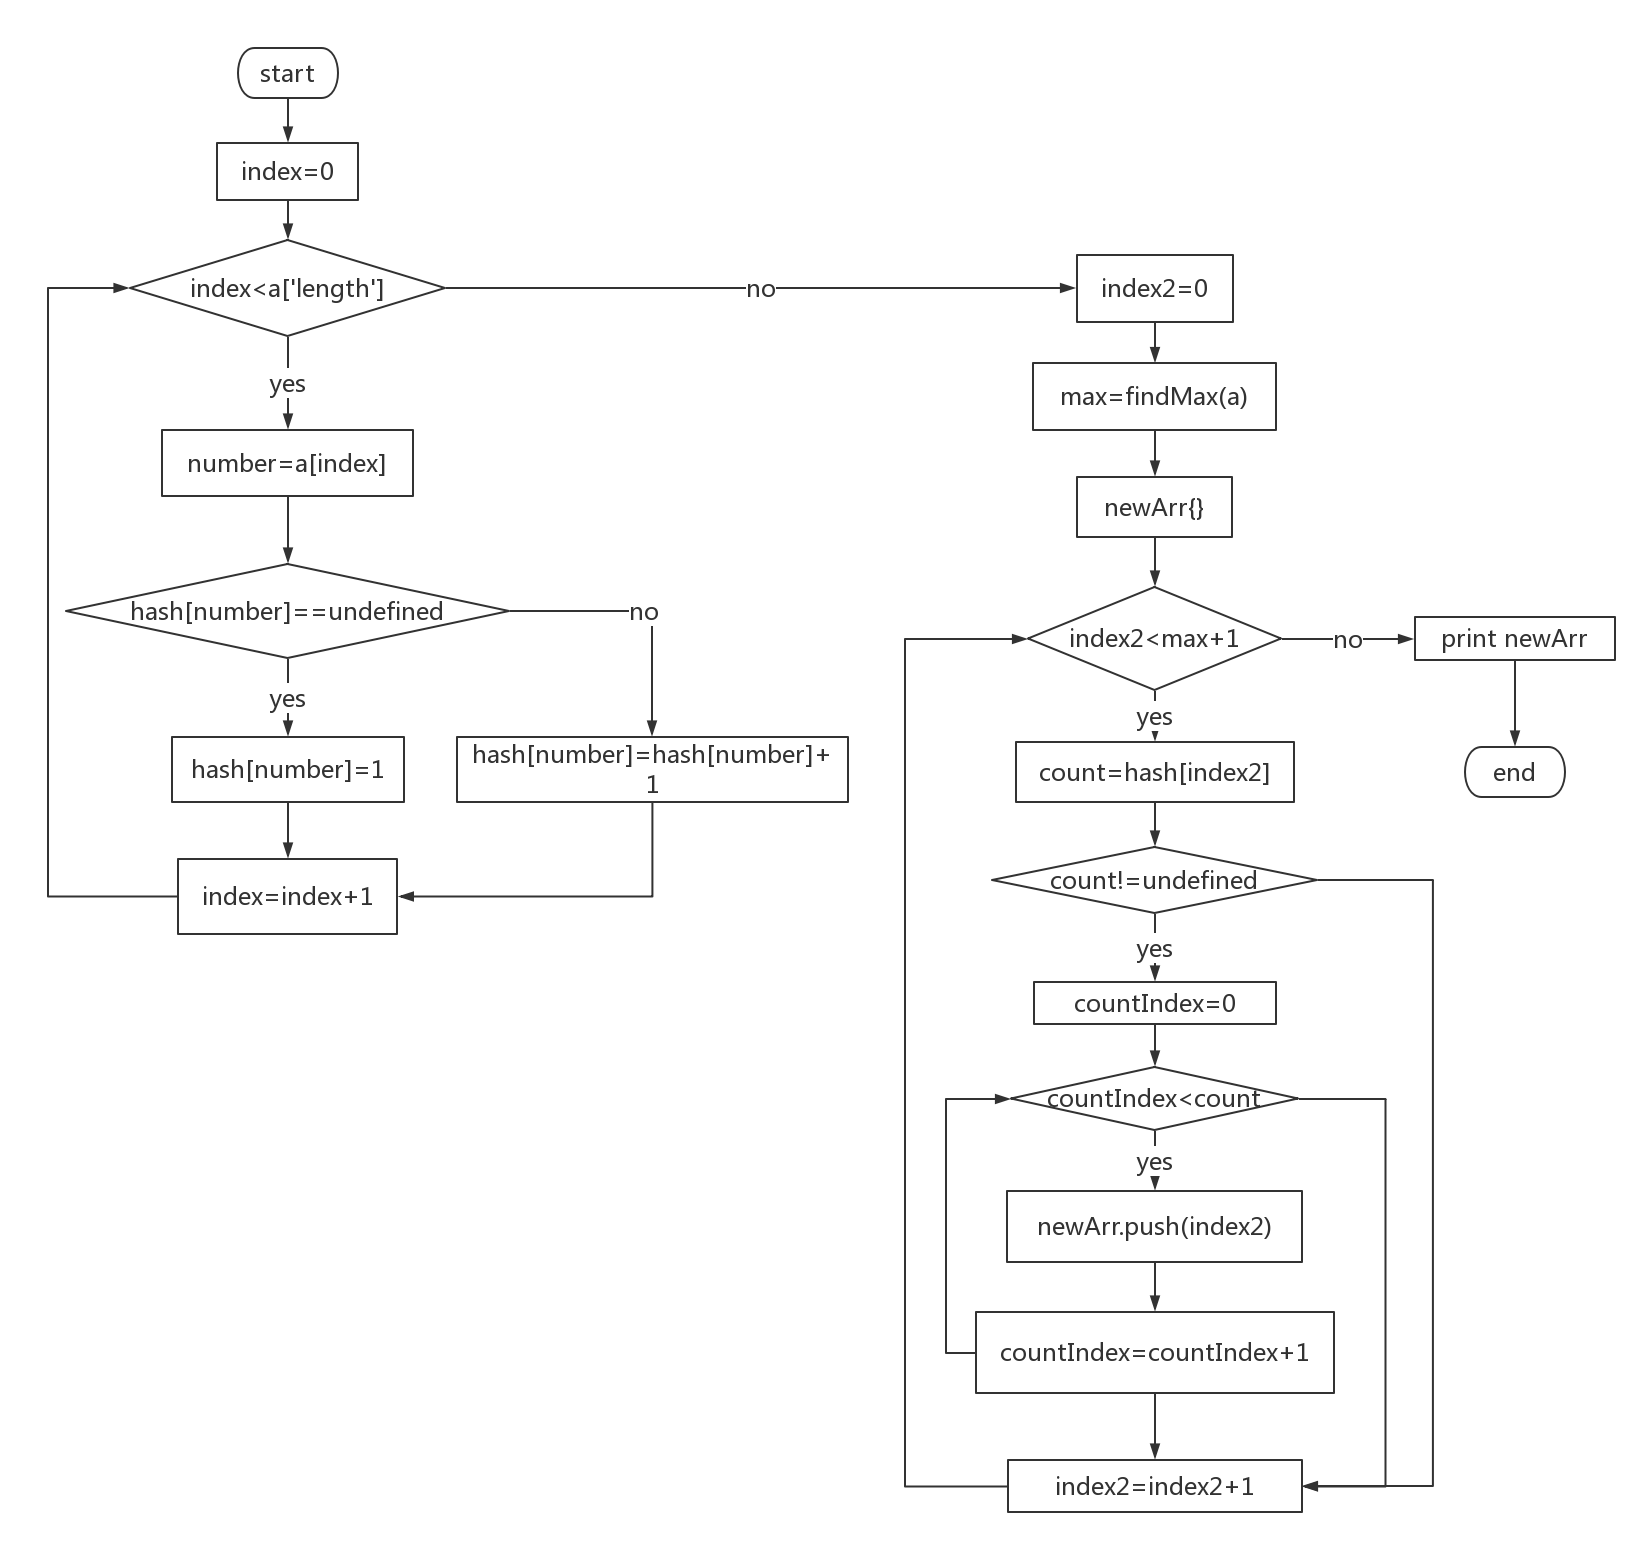 start
index=0
index<a['length']
yes
no
number=a[index]
hash[number]==undefined
yes
no
hash[number]=1
hash[number]=hash[number]+
1
index=index+1
index2=0
max=findMax(a)
newArr{}
index2<max+1
no
print newArr
end
yes
count=hash[index2]
count!=undefined
yes
countIndex=0
countIndex<count
yes
newArr.push(index2)
countIndex=countIndex+1
index2=index2+1